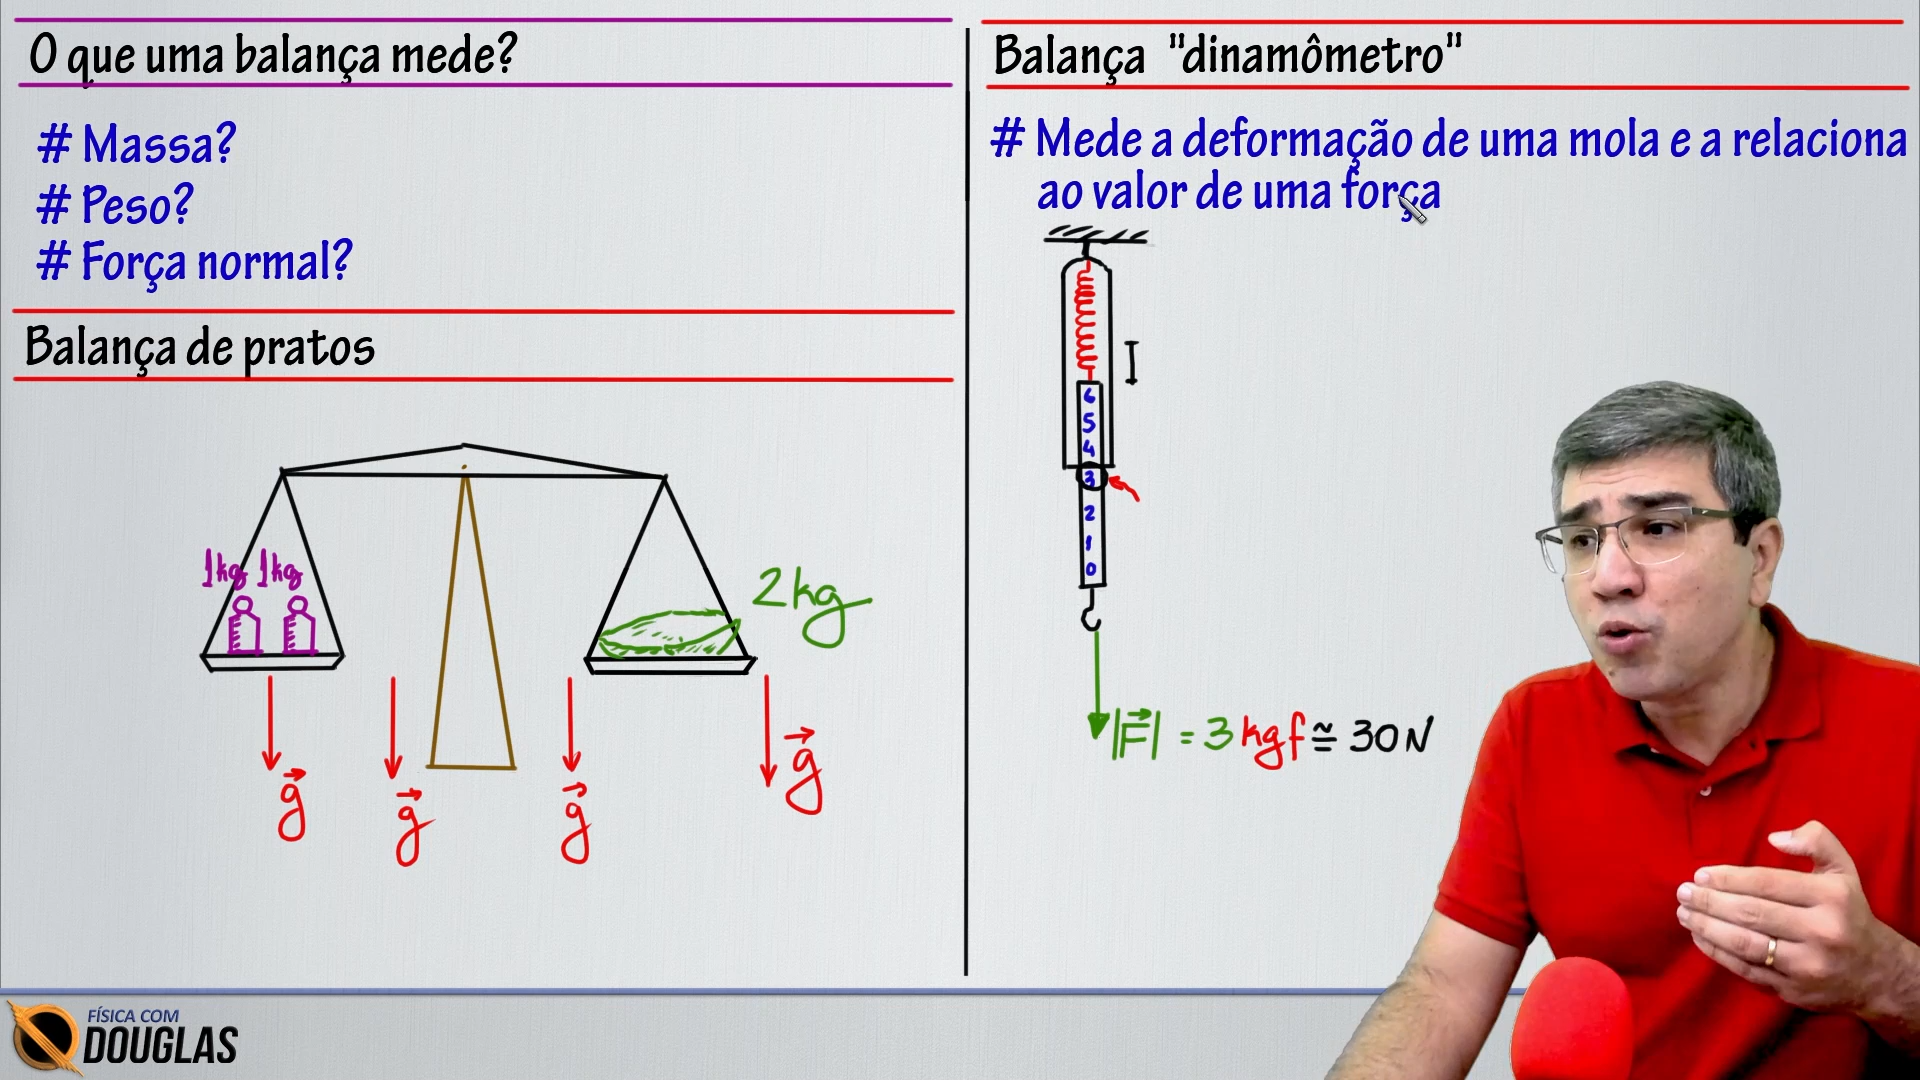 O que uma balança mede?
# Massa?
# Peso?
# Força normal?
Balança de pratos
1kg 1kg
2kg
g
g
g
g
Balança "dinamômetro"
# Mede a deformação de uma mola e a relaciona
ao valor de uma força
6
5
4
3
2
1
0
|F| = 3 kgf ≅ 30 N
FÍSICA COM
DOUGLAS